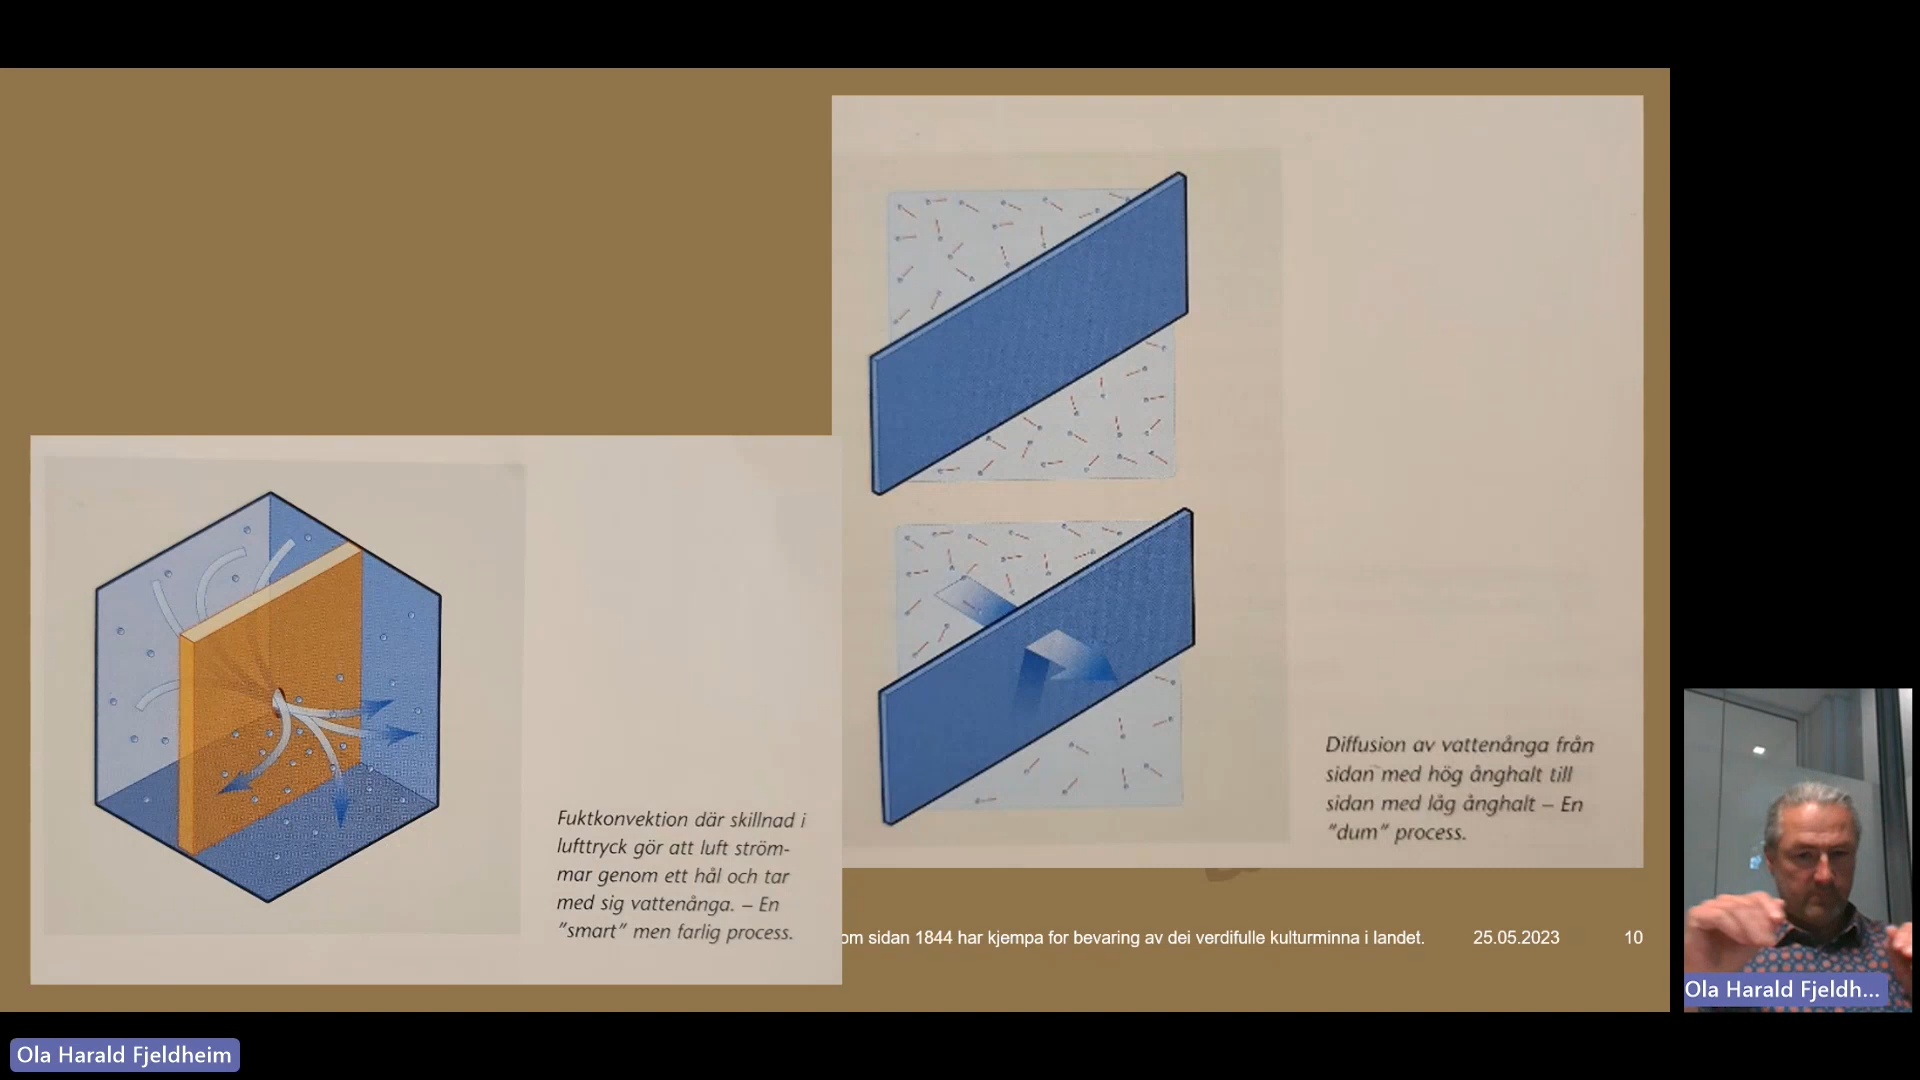 Diffusion av vattenånga från
sidan med hög ånghalt till
sidan med låg ånghalt – En
"dum" process.
Fuktkonvektion där skillnad i
lufttryck gör att luft ström-
mar genom ett hål och tar
med sig vattenånga. – En
"smart" men farlig process.
om sidan 1844 har kjempa for bevaring av dei verdifulle kulturminna i landet. 25.05.2023 10
Ola Harald Fjeldh...
Ola Harald Fjeldheim